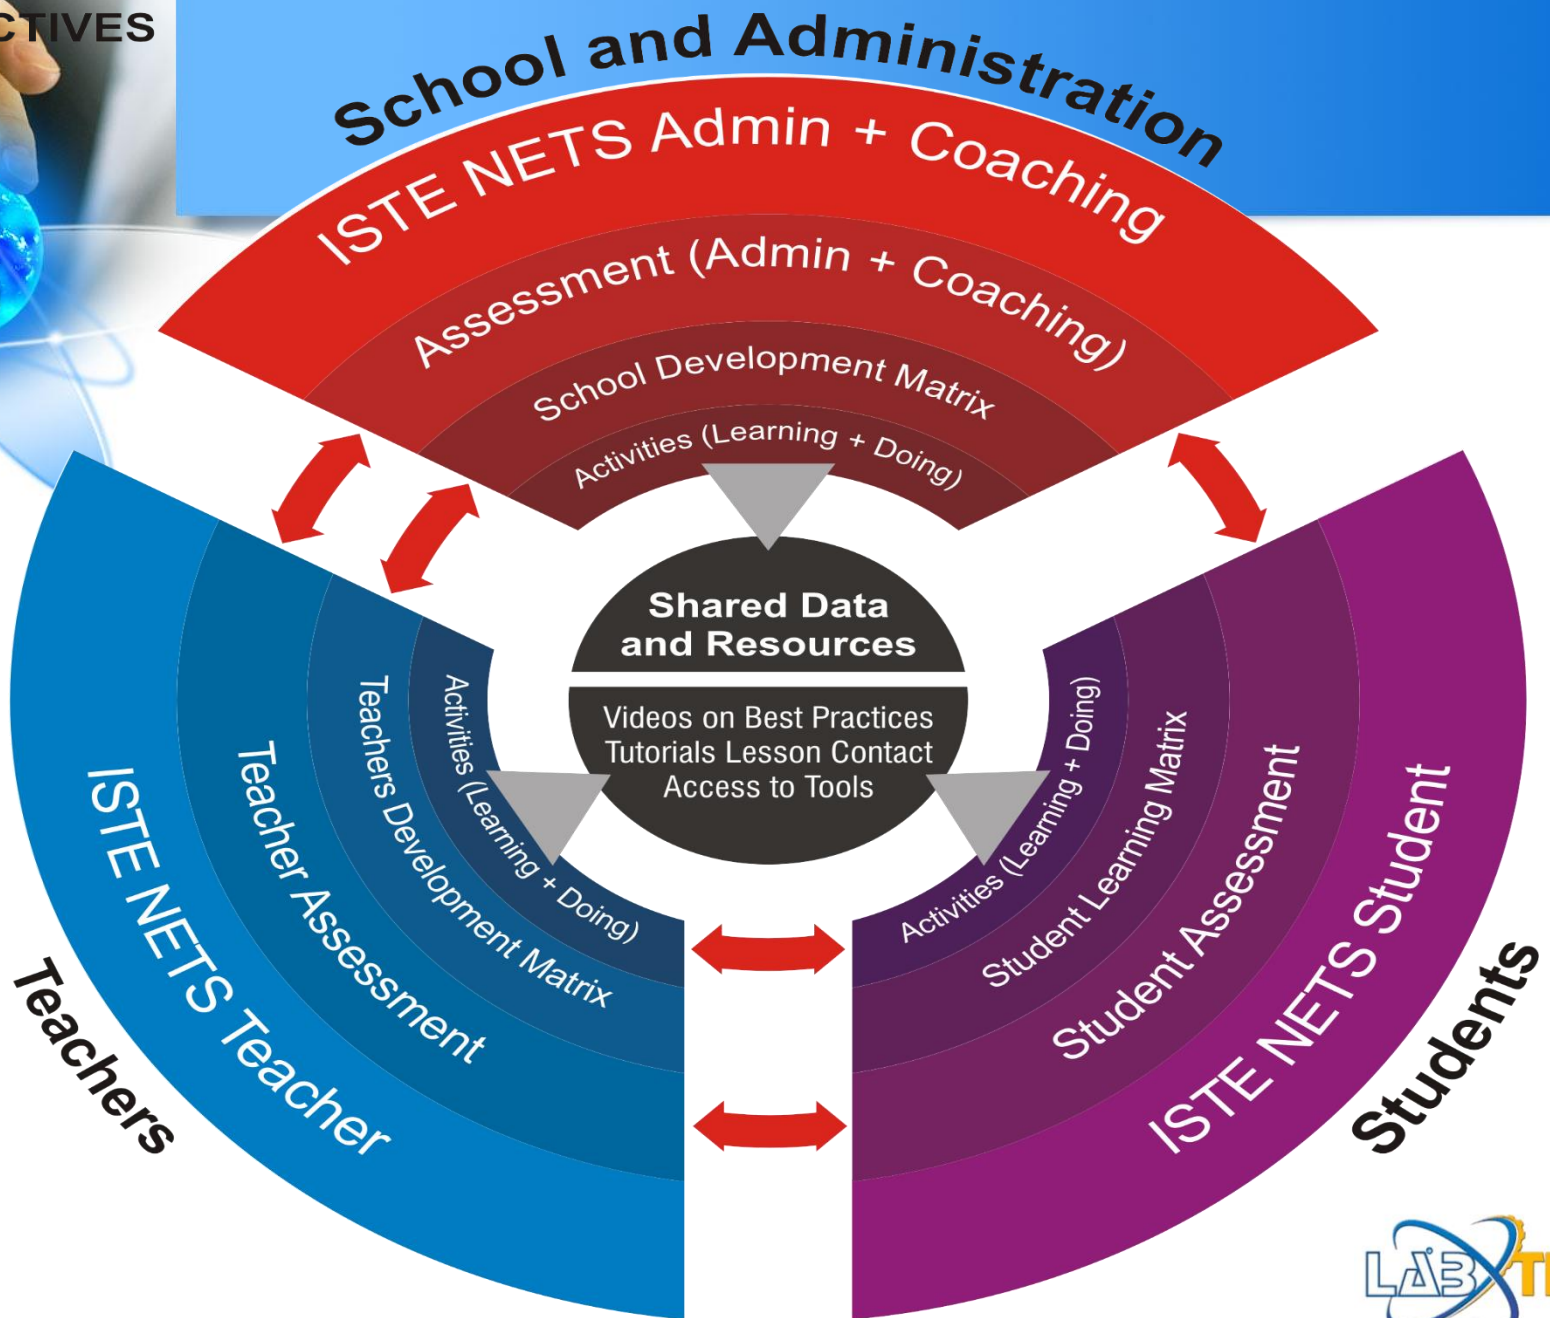 School and Administration
ISTE NETS Admin + Coaching
Assessment (Admin + Coaching)
School Development Matrix
Activities (Learning + Doing)
Shared Data
and Resources
Videos on Best Practices
Tutorials Lesson Contact
Access to Tools
Teachers
ISTE NETS Teacher
Teacher Assessment
Teachers Development Matrix
Activities (Learning + Doing)
Activities (Learning + Doing)
Student Learning Matrix
Student Assessment
ISTE NETS Student
Students